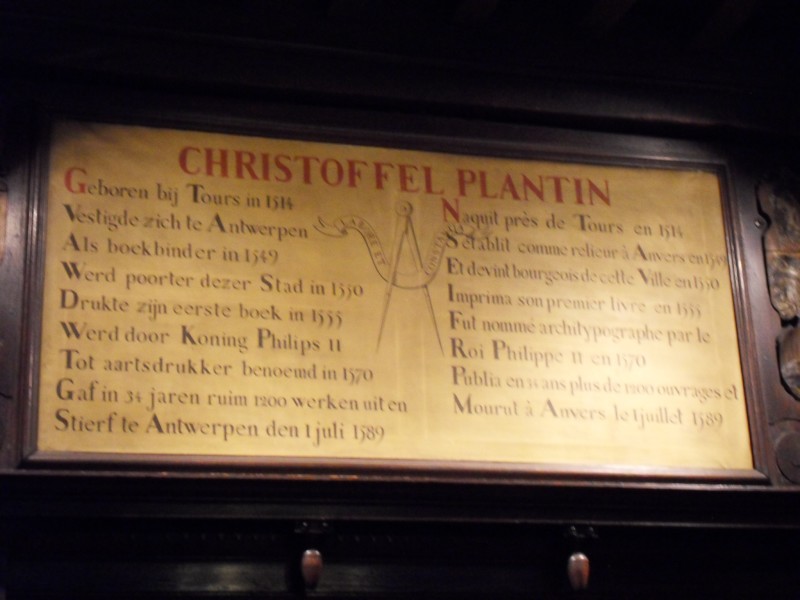 CHRISTOFFEL PLANTIN
Geboren bij Tours in 1514
Vestigde zich te Antwerpen
Als boekbinder in 1549
Werd poorter dezer Stad in 1550
Drukte zijn eerste boek in 1555
Werd door Koning Philips II
Tot aartsdrukker benoemd in 1570
Gaf in 34 jaren ruim 1200 werken uit en
Stierf te Antwerpen den 1 juli 1589
LABORE ET
CONSTANTIA
Naquit près de Tours en 1514
S'établit comme relieur à Anvers en 1549
Et devint bourgeois de cette Ville en 1550
Imprima son premier livre en 1555
Fut nommé architypographe par le
Roi Philippe II en 1570
Publia en 34 ans plus de 1200 ouvrages et
Mourut à Anvers le 1 juillet 1589